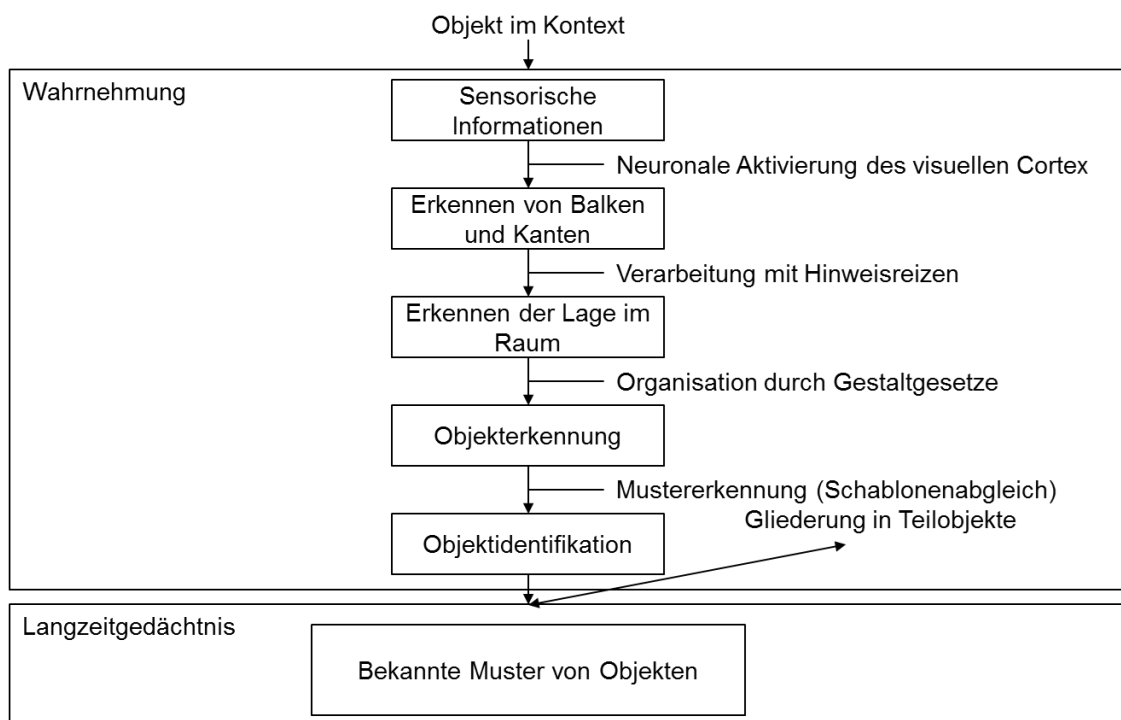 Objekt im Kontext
Wahrnehmung
Sensorische
Informationen
Neuronale Aktivierung des visuellen Cortex
Erkennen von Balken
und Kanten
Verarbeitung mit Hinweisreizen
Erkennen der Lage im
Raum
Organisation durch Gestaltgesetze
Objekterkennung
Mustererkennung (Schablonenabgleich)
Gliederung in Teilobjekte
Objektidentifikation
Langzeitgedächtnis
Bekannte Muster von Objekten